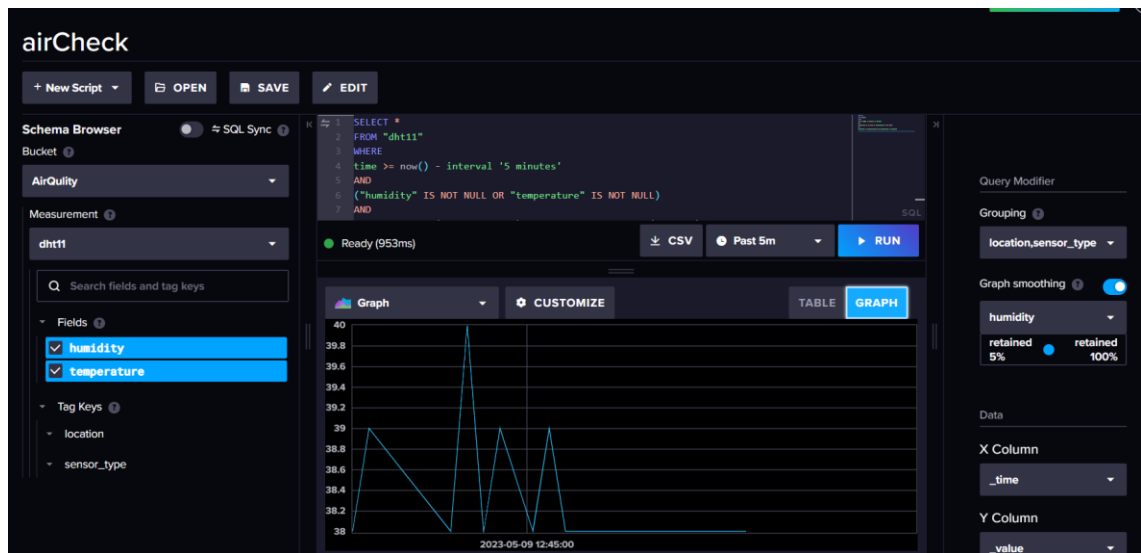 airCheck
+ New Script
OPEN
SAVE
EDIT
Schema Browser
SQL Sync
Bucket
AirQulity
Measurement
dht11
Search fields and tag keys
Fields
humidity
temperature
Tag Keys
location
sensor_type
1 SELECT *
2 FROM "dht11"
3 WHERE
4 time >= now() - interval '5 minutes'
5 AND
6 ("humidity" IS NOT NULL OR "temperature" IS NOT NULL)
7 AND
SQL
Ready (953ms)
CSV
Past 5m
RUN
Graph
CUSTOMIZE
TABLE
GRAPH
40
39.8
39.6
39.4
39.2
39
38.8
38.6
38.4
38.2
38
2023-05-09 12:45:00
Query Modifier
Grouping
location,sensor_type
Graph smoothing
humidity
retained 5%
retained 100%
Data
X Column
_time
Y Column
_value